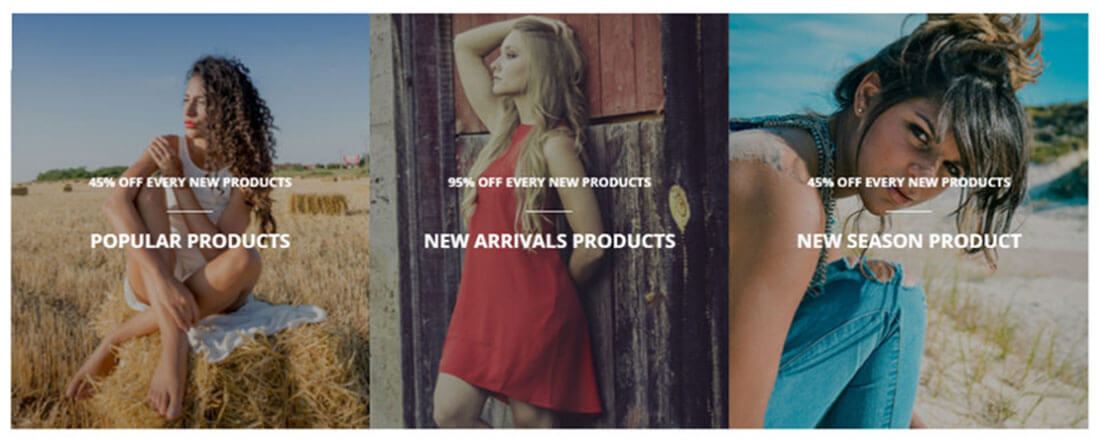 45% OFF EVERY NEW PRODUCTS
POPULAR PRODUCTS
95% OFF EVERY NEW PRODUCTS
NEW ARRIVALS PRODUCTS
45% OFF EVERY NEW PRODUCTS
NEW SEASON PRODUCT